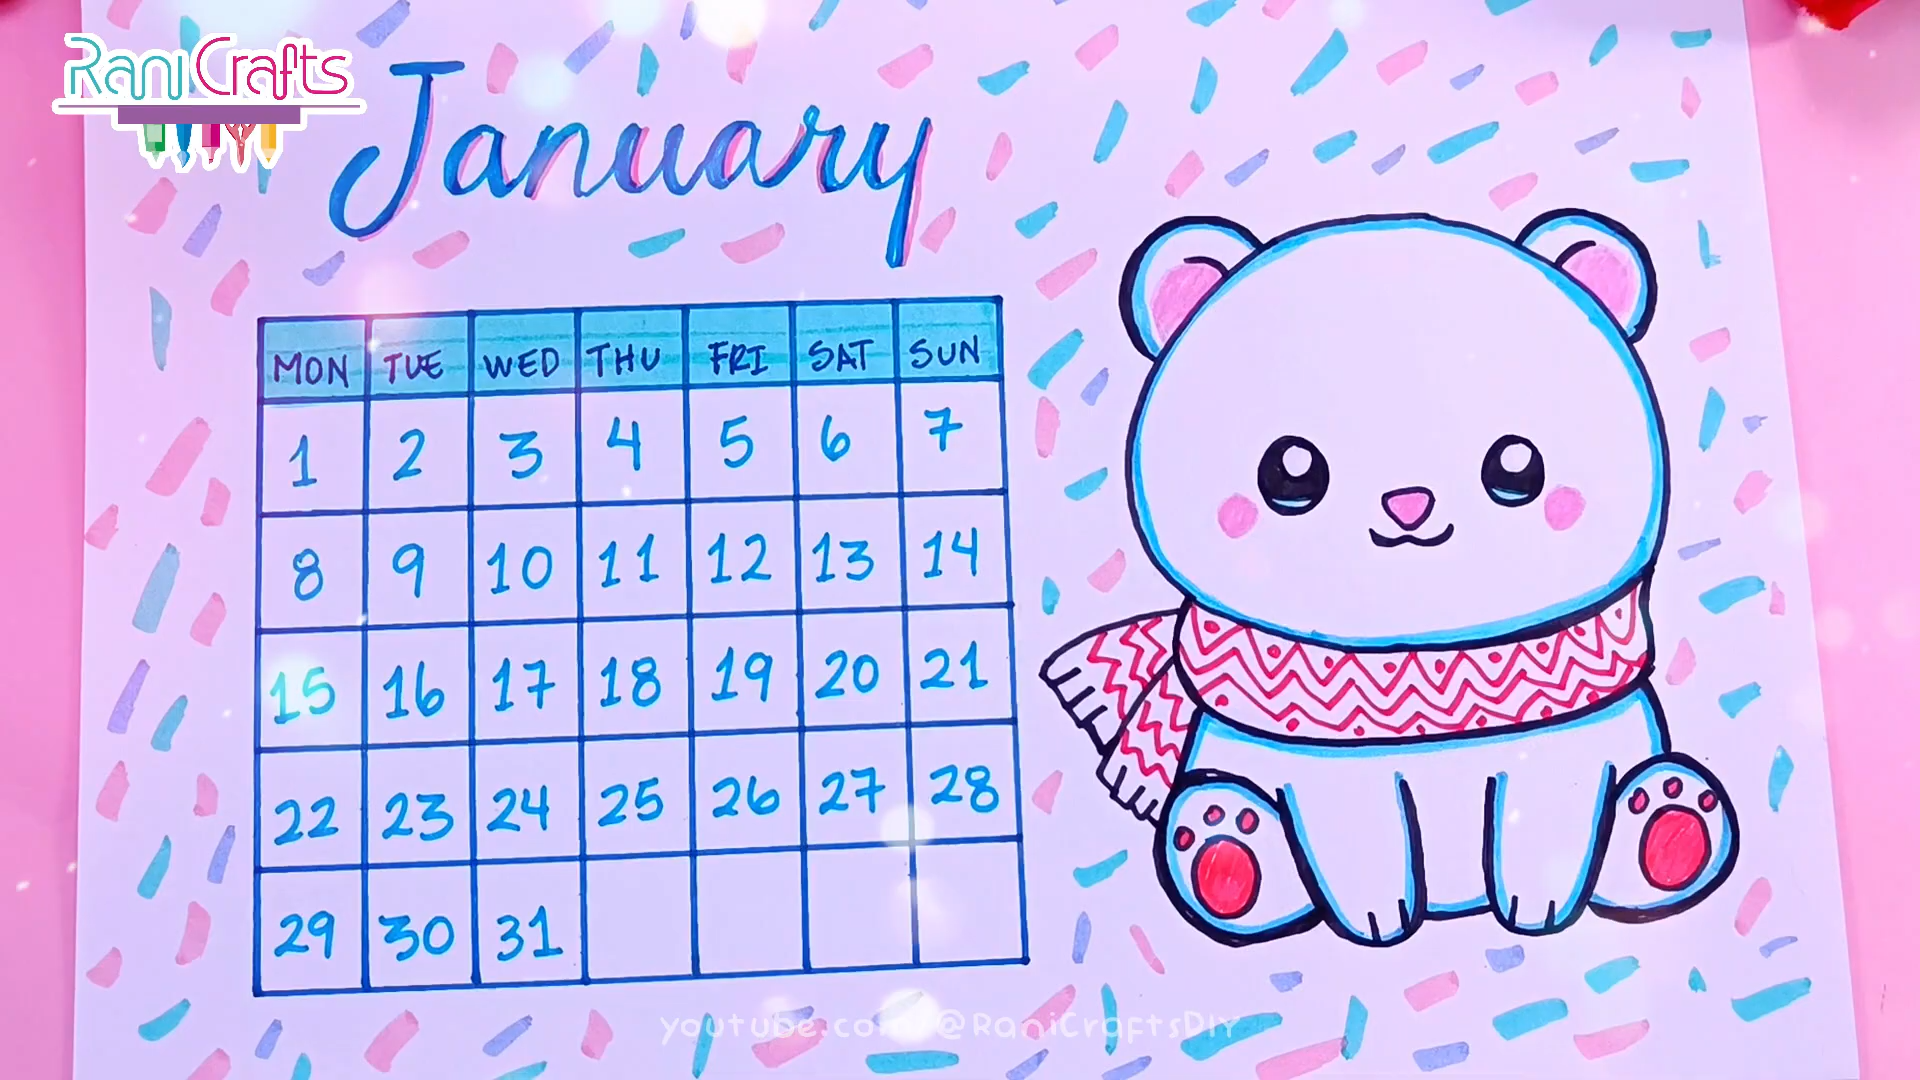 RaniCrafts
January
MON TUE WED THU FRI SAT SUN
1 2 3 4 5 6 7
8 9 10 11 12 13 14
15 16 17 18 19 20 21
22 23 24 25 26 27 28
29 30 31
youtube.com/@RaniCraftsDIY